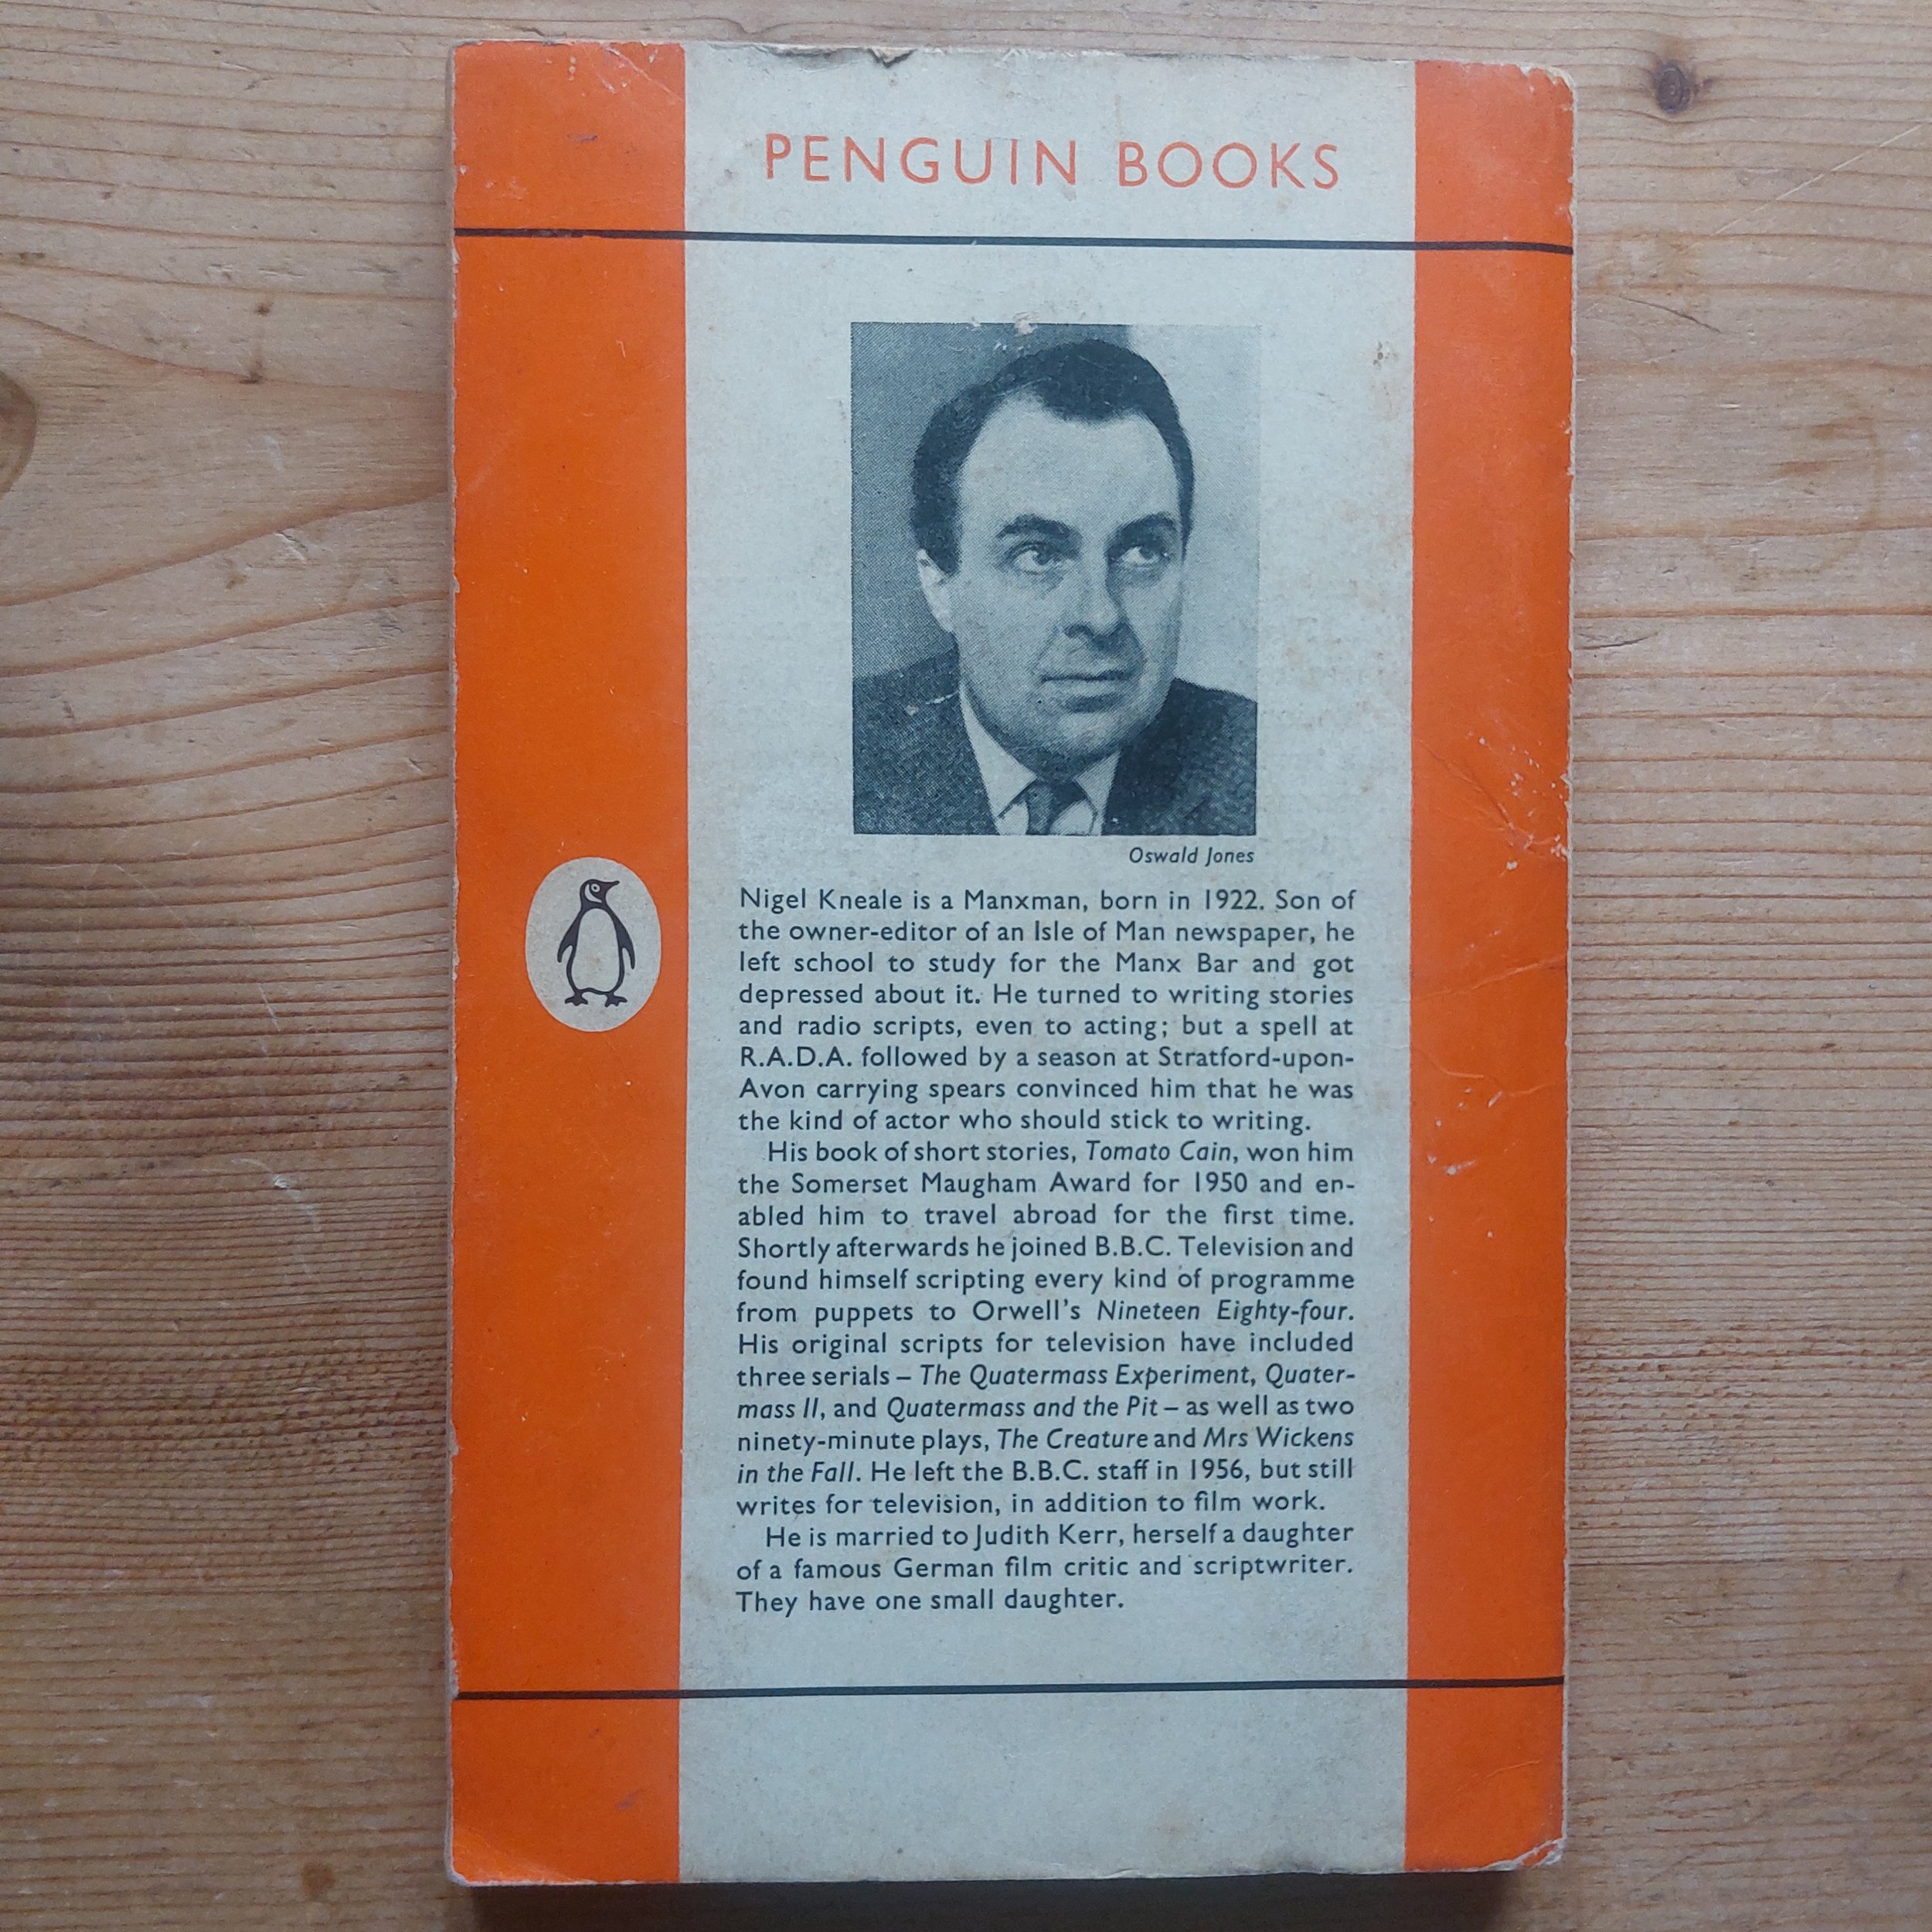 PENGUIN BOOKS
Oswald Jones
Nigel Kneale is a Manxman, born in 1922. Son of
the owner-editor of an Isle of Man newspaper, he
left school to study for the Manx Bar and got
depressed about it. He turned to writing stories
and radio scripts, even to acting; but a spell at
R.A.D.A. followed by a season at Stratford-upon-
Avon carrying spears convinced him that he was
the kind of actor who should stick to writing.
His book of short stories, Tomato Cain, won him
the Somerset Maugham Award for 1950 and en-
abled him to travel abroad for the first time.
Shortly afterwards he joined B.B.C. Television and
found himself scripting every kind of programme
from puppets to Orwell's Nineteen Eighty-four.
His original scripts for television have included
three serials – The Quatermass Experiment, Quater-
mass II, and Quatermass and the Pit – as well as two
ninety-minute plays, The Creature and Mrs Wickens
in the Fall. He left the B.B.C. staff in 1956, but still
writes for television, in addition to film work.
He is married to Judith Kerr, herself a daughter
of a famous German film critic and scriptwriter.
They have one small daughter.